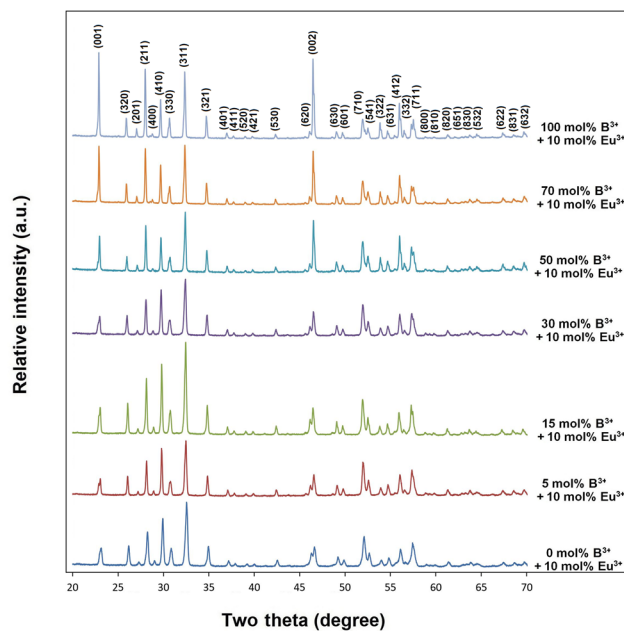 (001)
(320)
(201)
(211)
(400)
(410)
(330)
(311)
(321)
(401)
(411)
(520)
(421)
(530)
(620)
(002)
(630)
(601)
(710)
(541)
(322)
(631)
(412)
(332)
(711)
(800)
(810)
(820)
(651)
(830)
(532)
(622)
(831)
(632)
100 mol% B³⁺
+ 10 mol% Eu³⁺
70 mol% B³⁺
+ 10 mol% Eu³⁺
50 mol% B³⁺
+ 10 mol% Eu³⁺
30 mol% B³⁺
+ 10 mol% Eu³⁺
15 mol% B³⁺
+ 10 mol% Eu³⁺
5 mol% B³⁺
+ 10 mol% Eu³⁺
0 mol% B³⁺
+ 10 mol% Eu³⁺
Relative intensity (a.u.)
20 25 30 35 40 45 50 55 60 65 70
Two theta (degree)